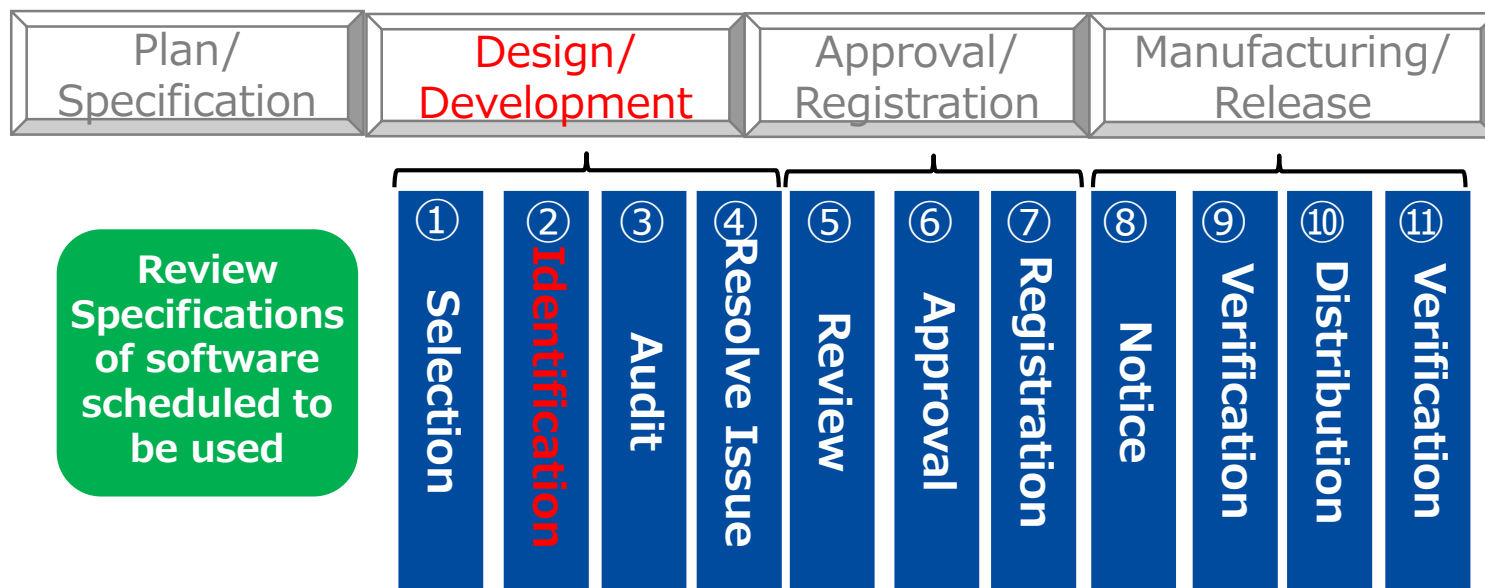 Plan/
Specification
Design/
Development
Approval/
Registration
Manufacturing/
Release
Review
Specifications
of software
scheduled to
be used
① Selection
② Identification
③ Audit
④ Resolve Issue
⑤ Review
⑥ Approval
⑦ Registration
⑧ Notice
⑨ Verification
⑩ Distribution
⑪ Verification